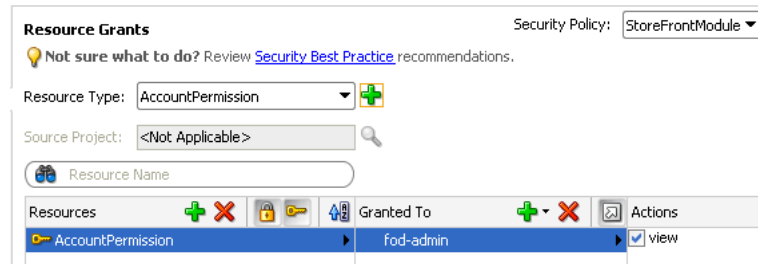 Resource Grants
Security Policy: StoreFrontModule
Not sure what to do? Review Security Best Practice recommendations.
Resource Type: AccountPermission
Source Project: <Not Applicable>
Resource Name
Resources Granted To Actions
AccountPermission fod-admin view